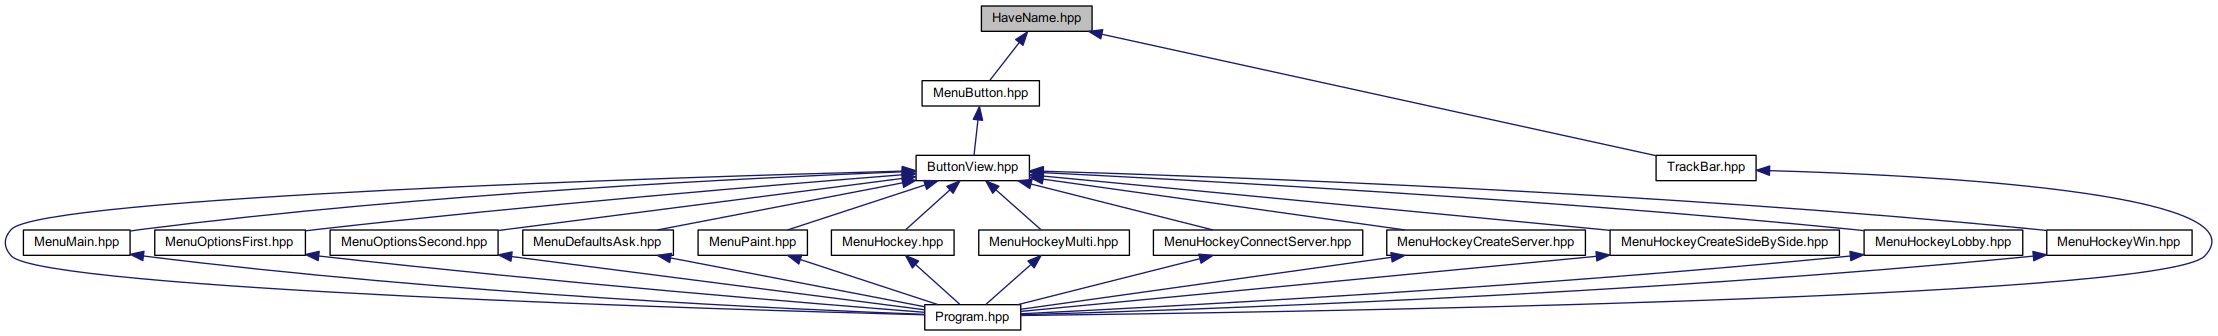 HaveName.hpp
MenuButton.hpp
ButtonView.hpp
TrackBar.hpp
MenuMain.hpp
MenuOptionsFirst.hpp
MenuOptionsSecond.hpp
MenuDefaultsAsk.hpp
MenuPaint.hpp
MenuHockey.hpp
MenuHockeyMulti.hpp
MenuHockeyConnectServer.hpp
MenuHockeyCreateServer.hpp
MenuHockeyCreateSideBySide.hpp
MenuHockeyLobby.hpp
MenuHockeyWin.hpp
Program.hpp